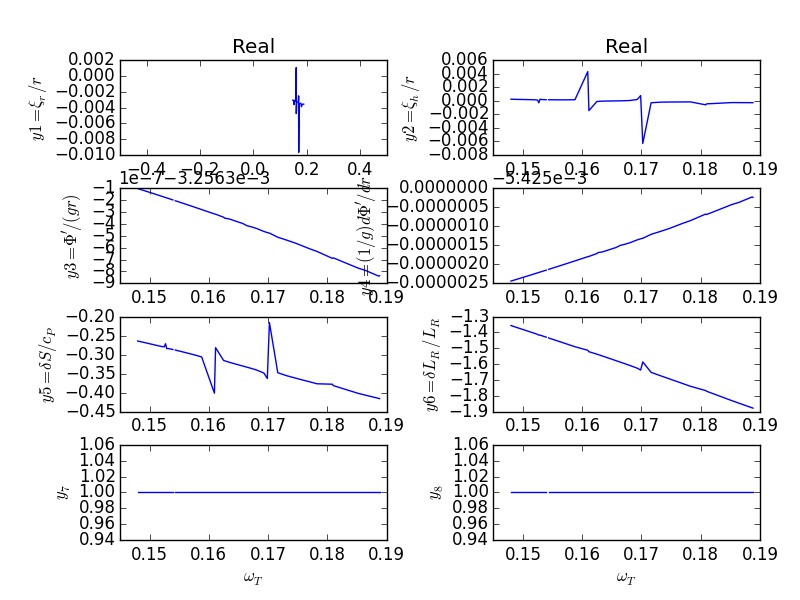 Real
Real
0.002
0.000
−0.002
−0.004
−0.006
−0.008
−0.010
y1=ξr/r
−0.4 −0.2 0.0 0.2 0.4
0.006
0.004
0.002
0.000
−0.002
−0.004
−0.006
−0.008
y2=ξh/r
0.15 0.16 0.17 0.18 0.19
1e−7−3.2563e−3
−1
−2
−3
−4
−5
−6
−7
−8
−9
y3=Φ′/(gr)
0.15 0.16 0.17 0.18 0.19
−5.425e−3
0.0000000
−0.0000005
−0.0000010
−0.0000015
−0.0000020
−0.0000025
y4=(1/g)dΦ′/dr
0.15 0.16 0.17 0.18 0.19
−0.20
−0.25
−0.30
−0.35
−0.40
−0.45
y5=δS/cP
0.15 0.16 0.17 0.18 0.19
−1.3
−1.4
−1.5
−1.6
−1.7
−1.8
−1.9
y6=δLR/LR
0.15 0.16 0.17 0.18 0.19
1.06
1.04
1.02
1.00
0.98
0.96
0.94
y7
0.15 0.16 0.17 0.18 0.19
ωT
1.06
1.04
1.02
1.00
0.98
0.96
0.94
y8
0.15 0.16 0.17 0.18 0.19
ωT